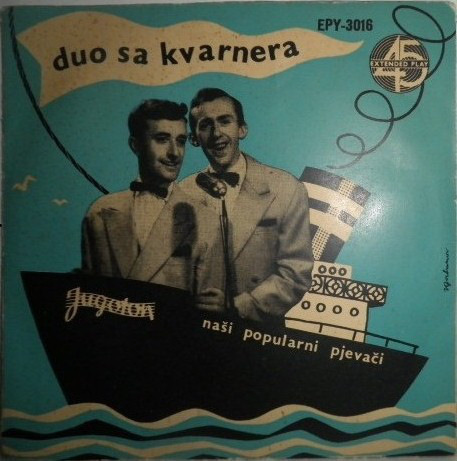 EPY-3016
duo sa kvarnera
45
EXTENDED PLAY
Jugoton
naši popularni pjevači